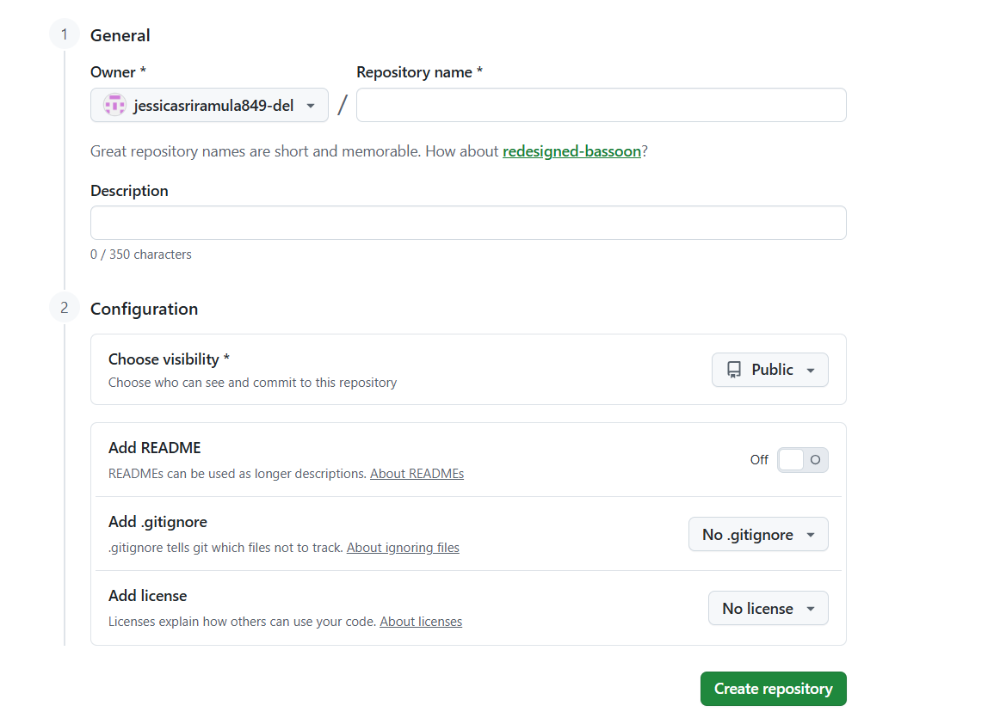 1 General
Owner * Repository name *
jessicasriramula849-del / 
Great repository names are short and memorable. How about redesigned-bassoon?
Description
0 / 350 characters
2 Configuration
Choose visibility *
Choose who can see and commit to this repository
Public
Add README
READMEs can be used as longer descriptions. About READMEs
Off
Add .gitignore
.gitignore tells git which files not to track. About ignoring files
No .gitignore
Add license
Licenses explain how others can use your code. About licenses
No license
Create repository